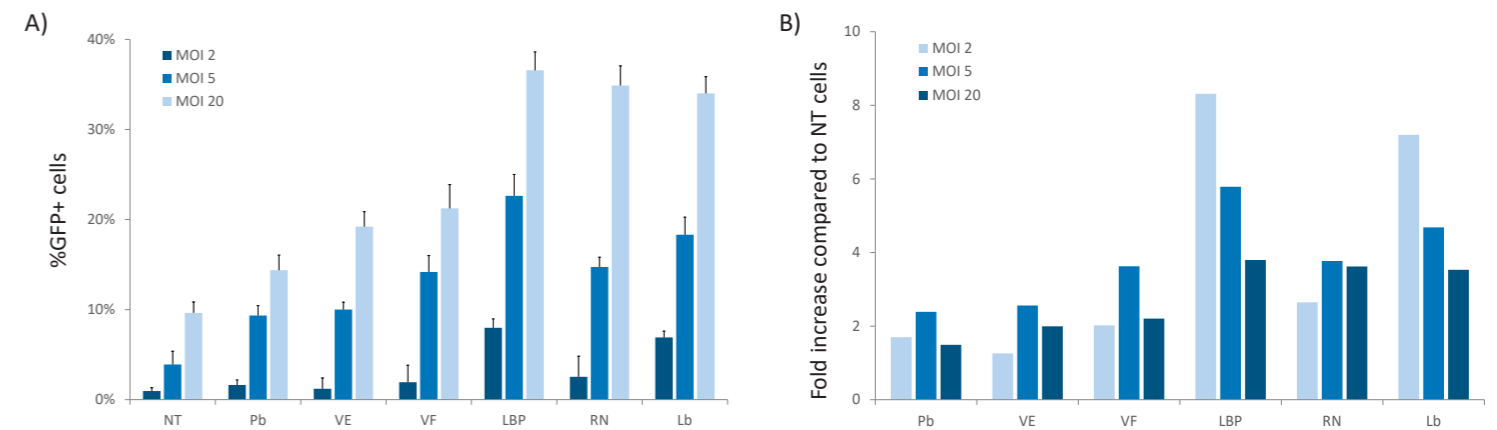 A)
%GFP+ cells
40%
30%
20%
10%
0%
MOI 2
MOI 5
MOI 20
NT Pb VE VF LBP RN Lb
B)
Fold increase compared to NT cells
10
8
6
4
2
0
MOI 2
MOI 5
MOI 20
Pb VE VF LBP RN Lb